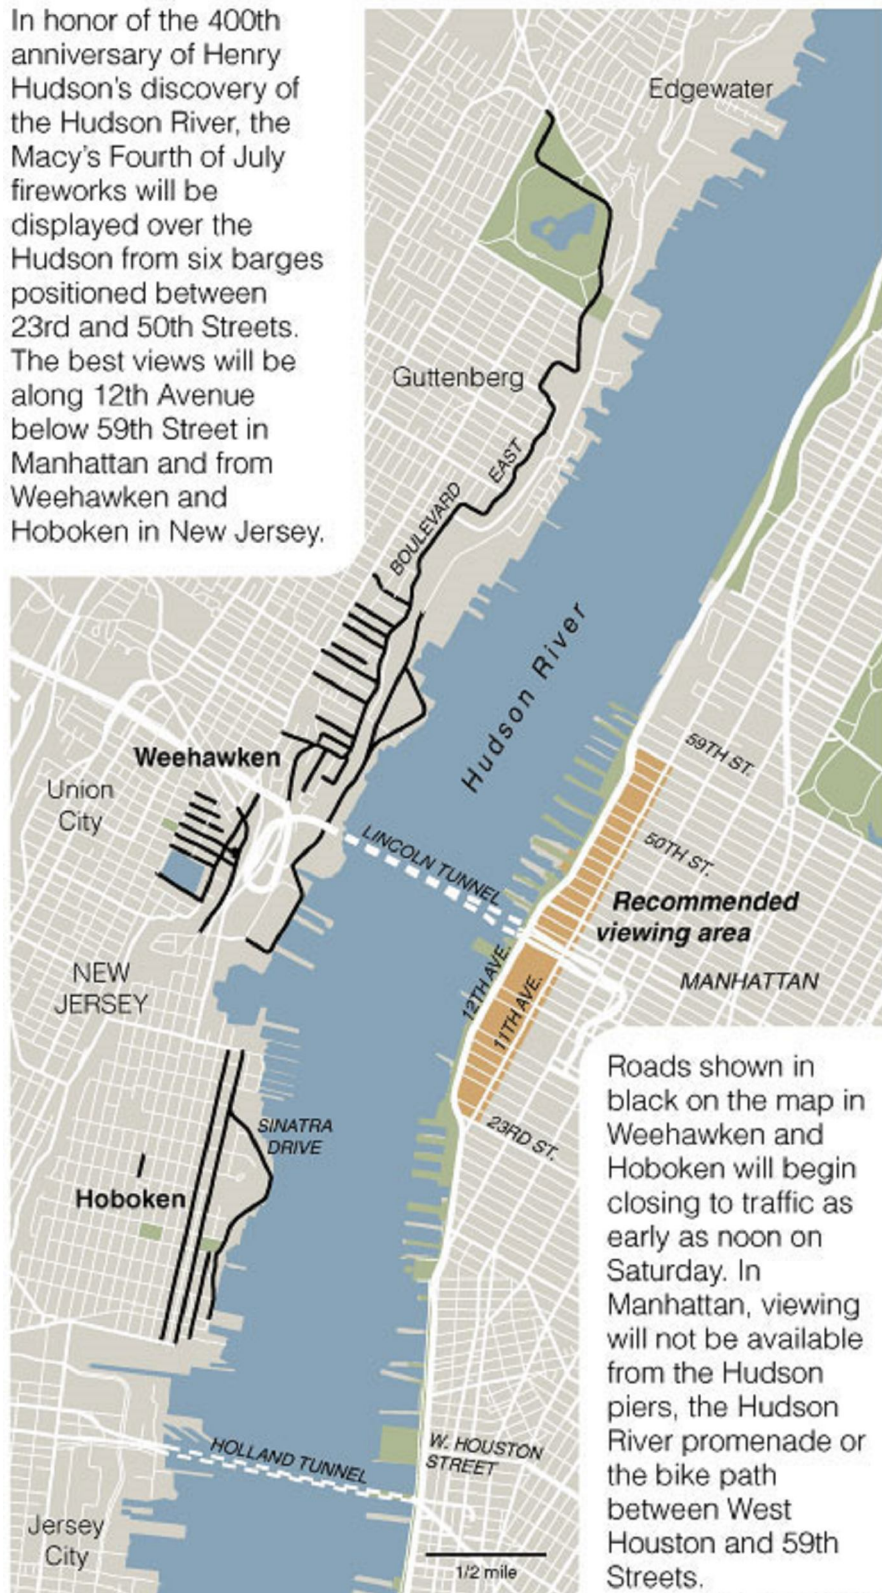 In honor of the 400th
anniversary of Henry
Hudson's discovery of
the Hudson River, the
Macy's Fourth of July
fireworks will be
displayed over the
Hudson from six barges
positioned between
23rd and 50th Streets.
The best views will be
along 12th Avenue
below 59th Street in
Manhattan and from
Weehawken and
Hoboken in New Jersey.
Edgewater
Guttenberg
BOULEVARD EAST
Hudson River
Weehawken
Union
City
59TH ST.
50TH ST.
LINCOLN TUNNEL
Recommended
viewing area
12TH AVE.
11TH AVE.
MANHATTAN
NEW
JERSEY
23RD ST.
SINATRA
DRIVE
Hoboken
HOLLAND TUNNEL
W. HOUSTON
STREET
Jersey
City
1/2 mile
Roads shown in
black on the map in
Weehawken and
Hoboken will begin
closing to traffic as
early as noon on
Saturday. In
Manhattan, viewing
will not be available
from the Hudson
piers, the Hudson
River promenade or
the bike path
between West
Houston and 59th
Streets.